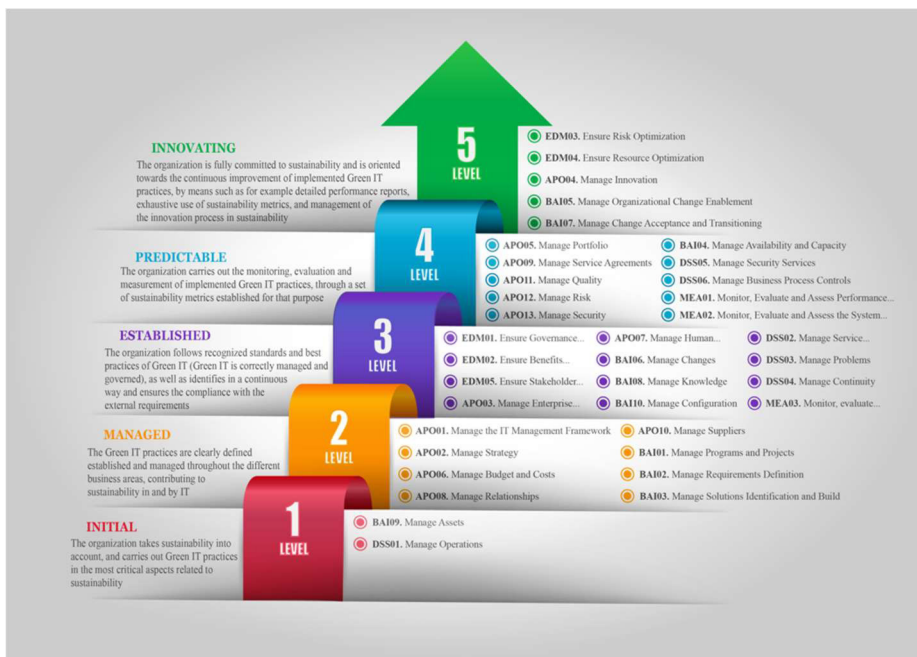 5
LEVEL
INNOVATING
The organization is fully committed to sustainability and is oriented
towards the continuous improvement of implemented Green IT
practices, by means such as for example detailed performance reports,
exhaustive use of sustainability metrics, and management of
the innovation process in sustainability
EDM03. Ensure Risk Optimization
EDM04. Ensure Resource Optimization
APO04. Manage Innovation
BAI05. Manage Organizational Change Enablement
BAI07. Manage Change Acceptance and Transitioning
4
LEVEL
PREDICTABLE
The organization carries out the monitoring, evaluation and
measurement of implemented Green IT practices, through a set
of sustainability metrics established for that purpose
APO05. Manage Portfolio
APO09. Manage Service Agreements
APO11. Manage Quality
APO12. Manage Risk
APO13. Manage Security
BAI04. Manage Availability and Capacity
DSS05. Manage Security Services
DSS06. Manage Business Process Controls
MEA01. Monitor, Evaluate and Assess Performance...
MEA02. Monitor, Evaluate and Assess the System...
3
LEVEL
ESTABLISHED
The organization follows recognized standards and best
practices of Green IT (Green IT is correctly managed and
governed), as well as identifies in a continuous
way and ensures the compliance with the
external requirements
EDM01. Ensure Governance...
EDM02. Ensure Benefits...
EDM05. Ensure Stakeholder...
APO03. Manage Enterprise...
APO07. Manage Human...
BAI06. Manage Changes
BAI08. Manage Knowledge
BAI10. Manage Configuration
DSS02. Manage Service...
DSS03. Manage Problems
DSS04. Manage Continuity
MEA03. Monitor, evaluate...
2
LEVEL
MANAGED
The Green IT practices are clearly defined
established and managed throughout the different
business areas, contributing to
sustainability in and by IT
APO01. Manage the IT Management Framework
APO02. Manage Strategy
APO06. Manage Budget and Costs
APO08. Manage Relationships
APO10. Manage Suppliers
BAI01. Manage Programs and Projects
BAI02. Manage Requirements Definition
BAI03. Manage Solutions Identification and Build
1
LEVEL
INITIAL
The organization takes sustainability into
account, and carries out Green IT practices
in the most critical aspects related to
sustainability
BAI09. Manage Assets
DSS01. Manage Operations